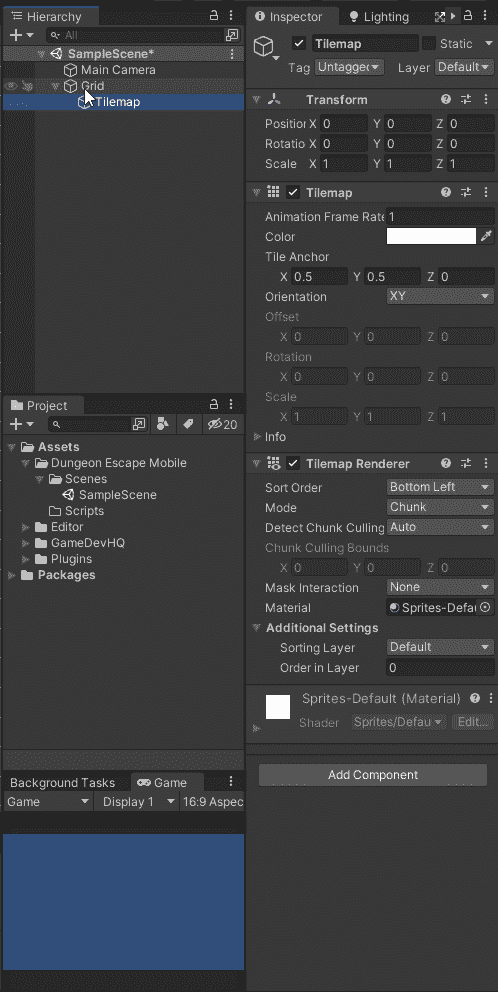 Hierarchy
All
SampleScene*
Main Camera
Grid
Tilemap
Project
20
Assets
Dungeon Escape Mobile
Scenes
SampleScene
Scripts
Editor
GameDevHQ
Plugins
Packages
Background Tasks
Game
Game
Display 1
16:9 Aspec
Inspector
Lighting
Tilemap
Static
Tag Untagged Layer Default
Transform
Position X 0 Y 0 Z 0
Rotatio X 0 Y 0 Z 0
Scale X 1 Y 1 Z 1
Tilemap
Animation Frame Rate 1
Color
Tile Anchor
X 0.5 Y 0.5 Z 0
Orientation XY
Offset
X 0 Y 0 Z 0
Rotation
X 0 Y 0 Z 0
Scale
X 1 Y 1 Z 1
Info
Tilemap Renderer
Sort Order Bottom Left
Mode Chunk
Detect Chunk Culling Auto
Chunk Culling Bounds
X 0 Y 0 Z 0
Mask Interaction None
Material Sprites-Defau
Additional Settings
Sorting Layer Default
Order in Layer 0
Sprites-Default (Material)
Shader Sprites/Defau Edit...
Add Component